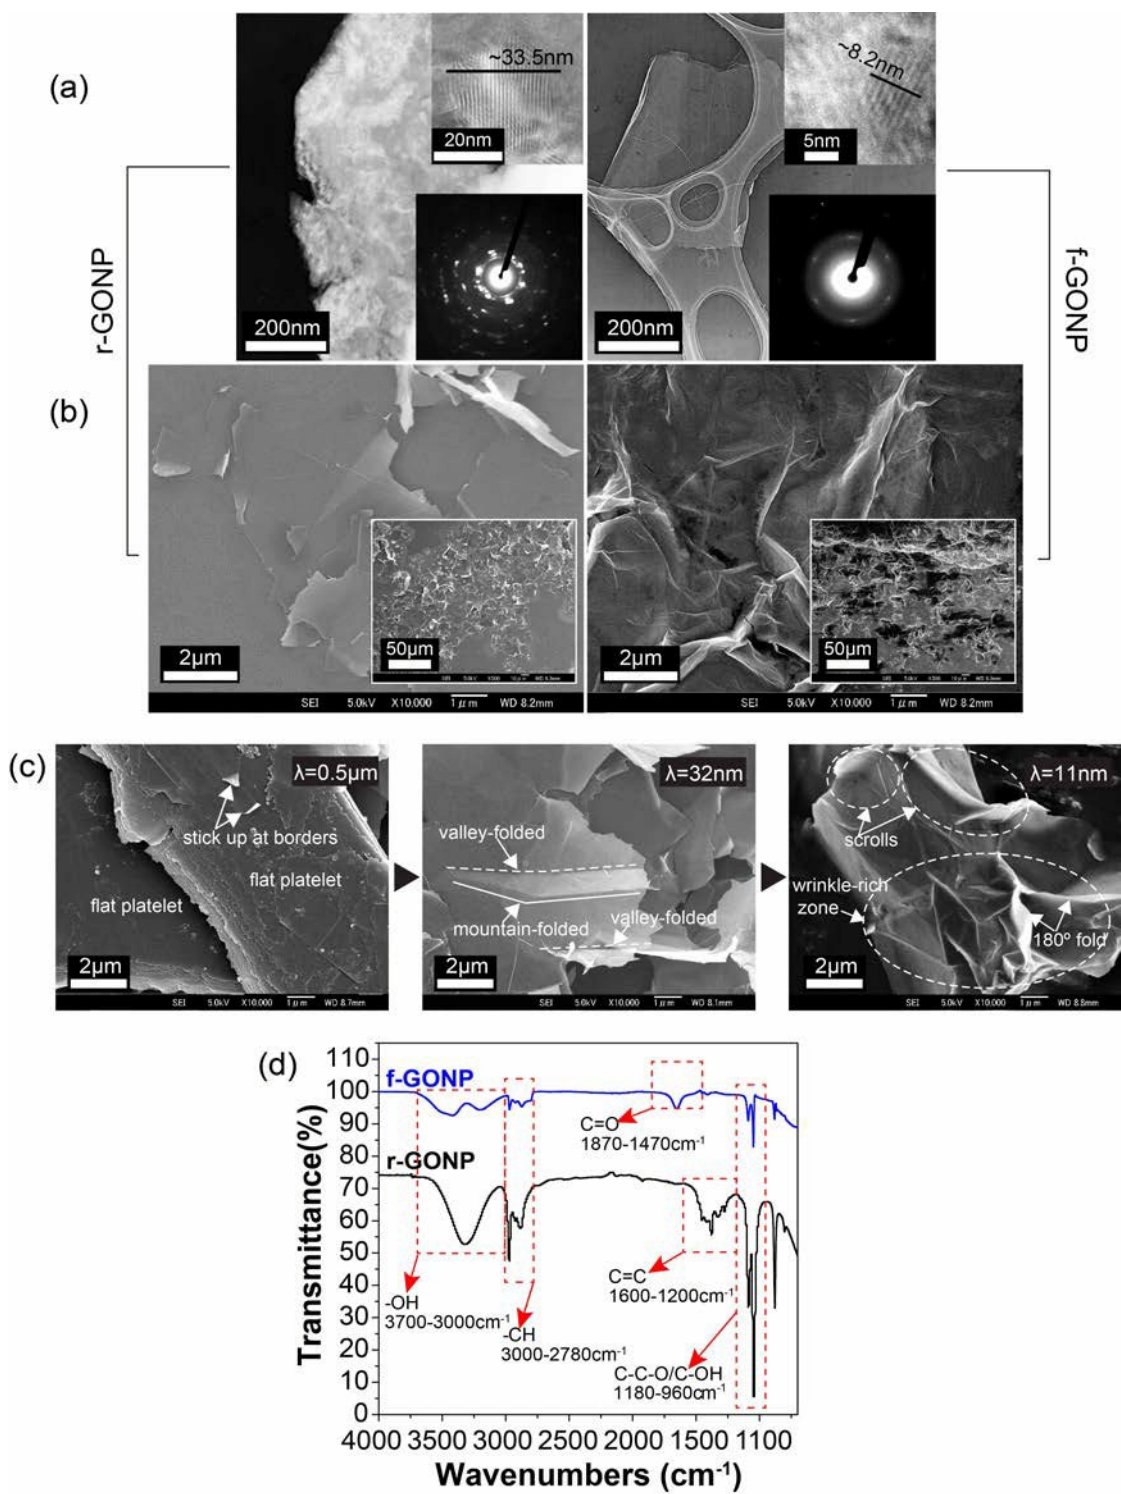 (a)
~33.5nm
20nm
200nm
~8.2nm
5nm
200nm
r-GONP
f-GONP
(b)
2μm
50μm
SEI 5.0kV X10,000 1μm WD 8.2mm
2μm
50μm
SEI 5.0kV X10,000 1μm WD 8.2mm
(c)
λ=0.5μm
stick up at borders
flat platelet
flat platelet
2μm
SEI 5.0kV X10,000 1μm WD 8.7mm
λ=32nm
valley-folded
mountain-folded
valley-folded
2μm
SEI 5.0kV X10,000 1μm WD 8.1mm
λ=11nm
scrolls
wrinkle-rich
zone
180º fold
2μm
SEI 5.0kV X10,000 1μm WD 8.8mm
(d)
Transmittance(%)
110
100
90
80
70
60
50
40
30
20
10
0
f-GONP
C=O
1870-1470cm⁻¹
r-GONP
C=C
1600-1200cm⁻¹
-OH
3700-3000cm⁻¹
-CH
3000-2780cm⁻¹
C-C-O/C-OH
1180-960cm⁻¹
4000 3500 3000 2500 2000 1500 1100
Wavenumbers (cm⁻¹)